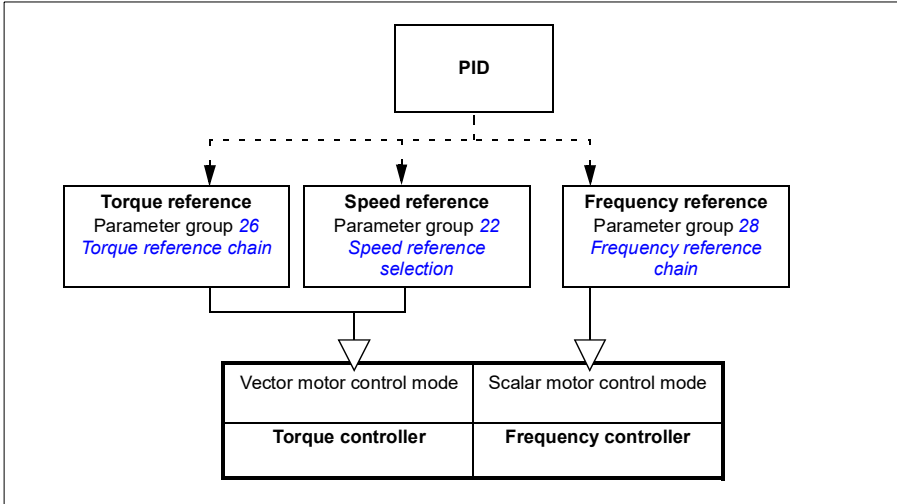 PID
Torque reference
Parameter group 26
Torque reference chain
Speed reference
Parameter group 22
Speed reference
selection
Frequency reference
Parameter group 28
Frequency reference
chain
Vector motor control mode
Scalar motor control mode
Torque controller
Frequency controller